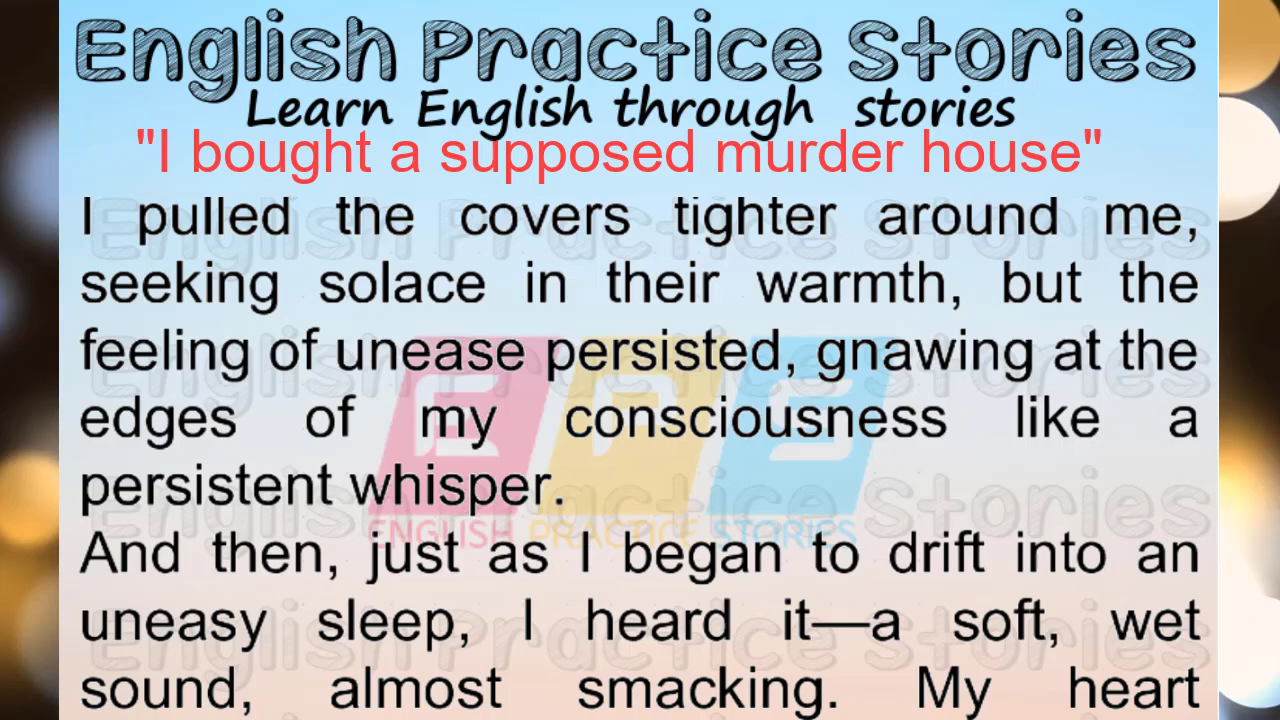 English Practice Stories
Learn English through stories
"I bought a supposed murder house"
I pulled the covers tighter around me,
seeking solace in their warmth, but the
feeling of unease persisted, gnawing at the
edges of my consciousness like a
persistent whisper.
ENGLISH PRACTICE STORIES
And then, just as I began to drift into an
uneasy sleep, I heard it—a soft, wet
sound, almost smacking. My heart